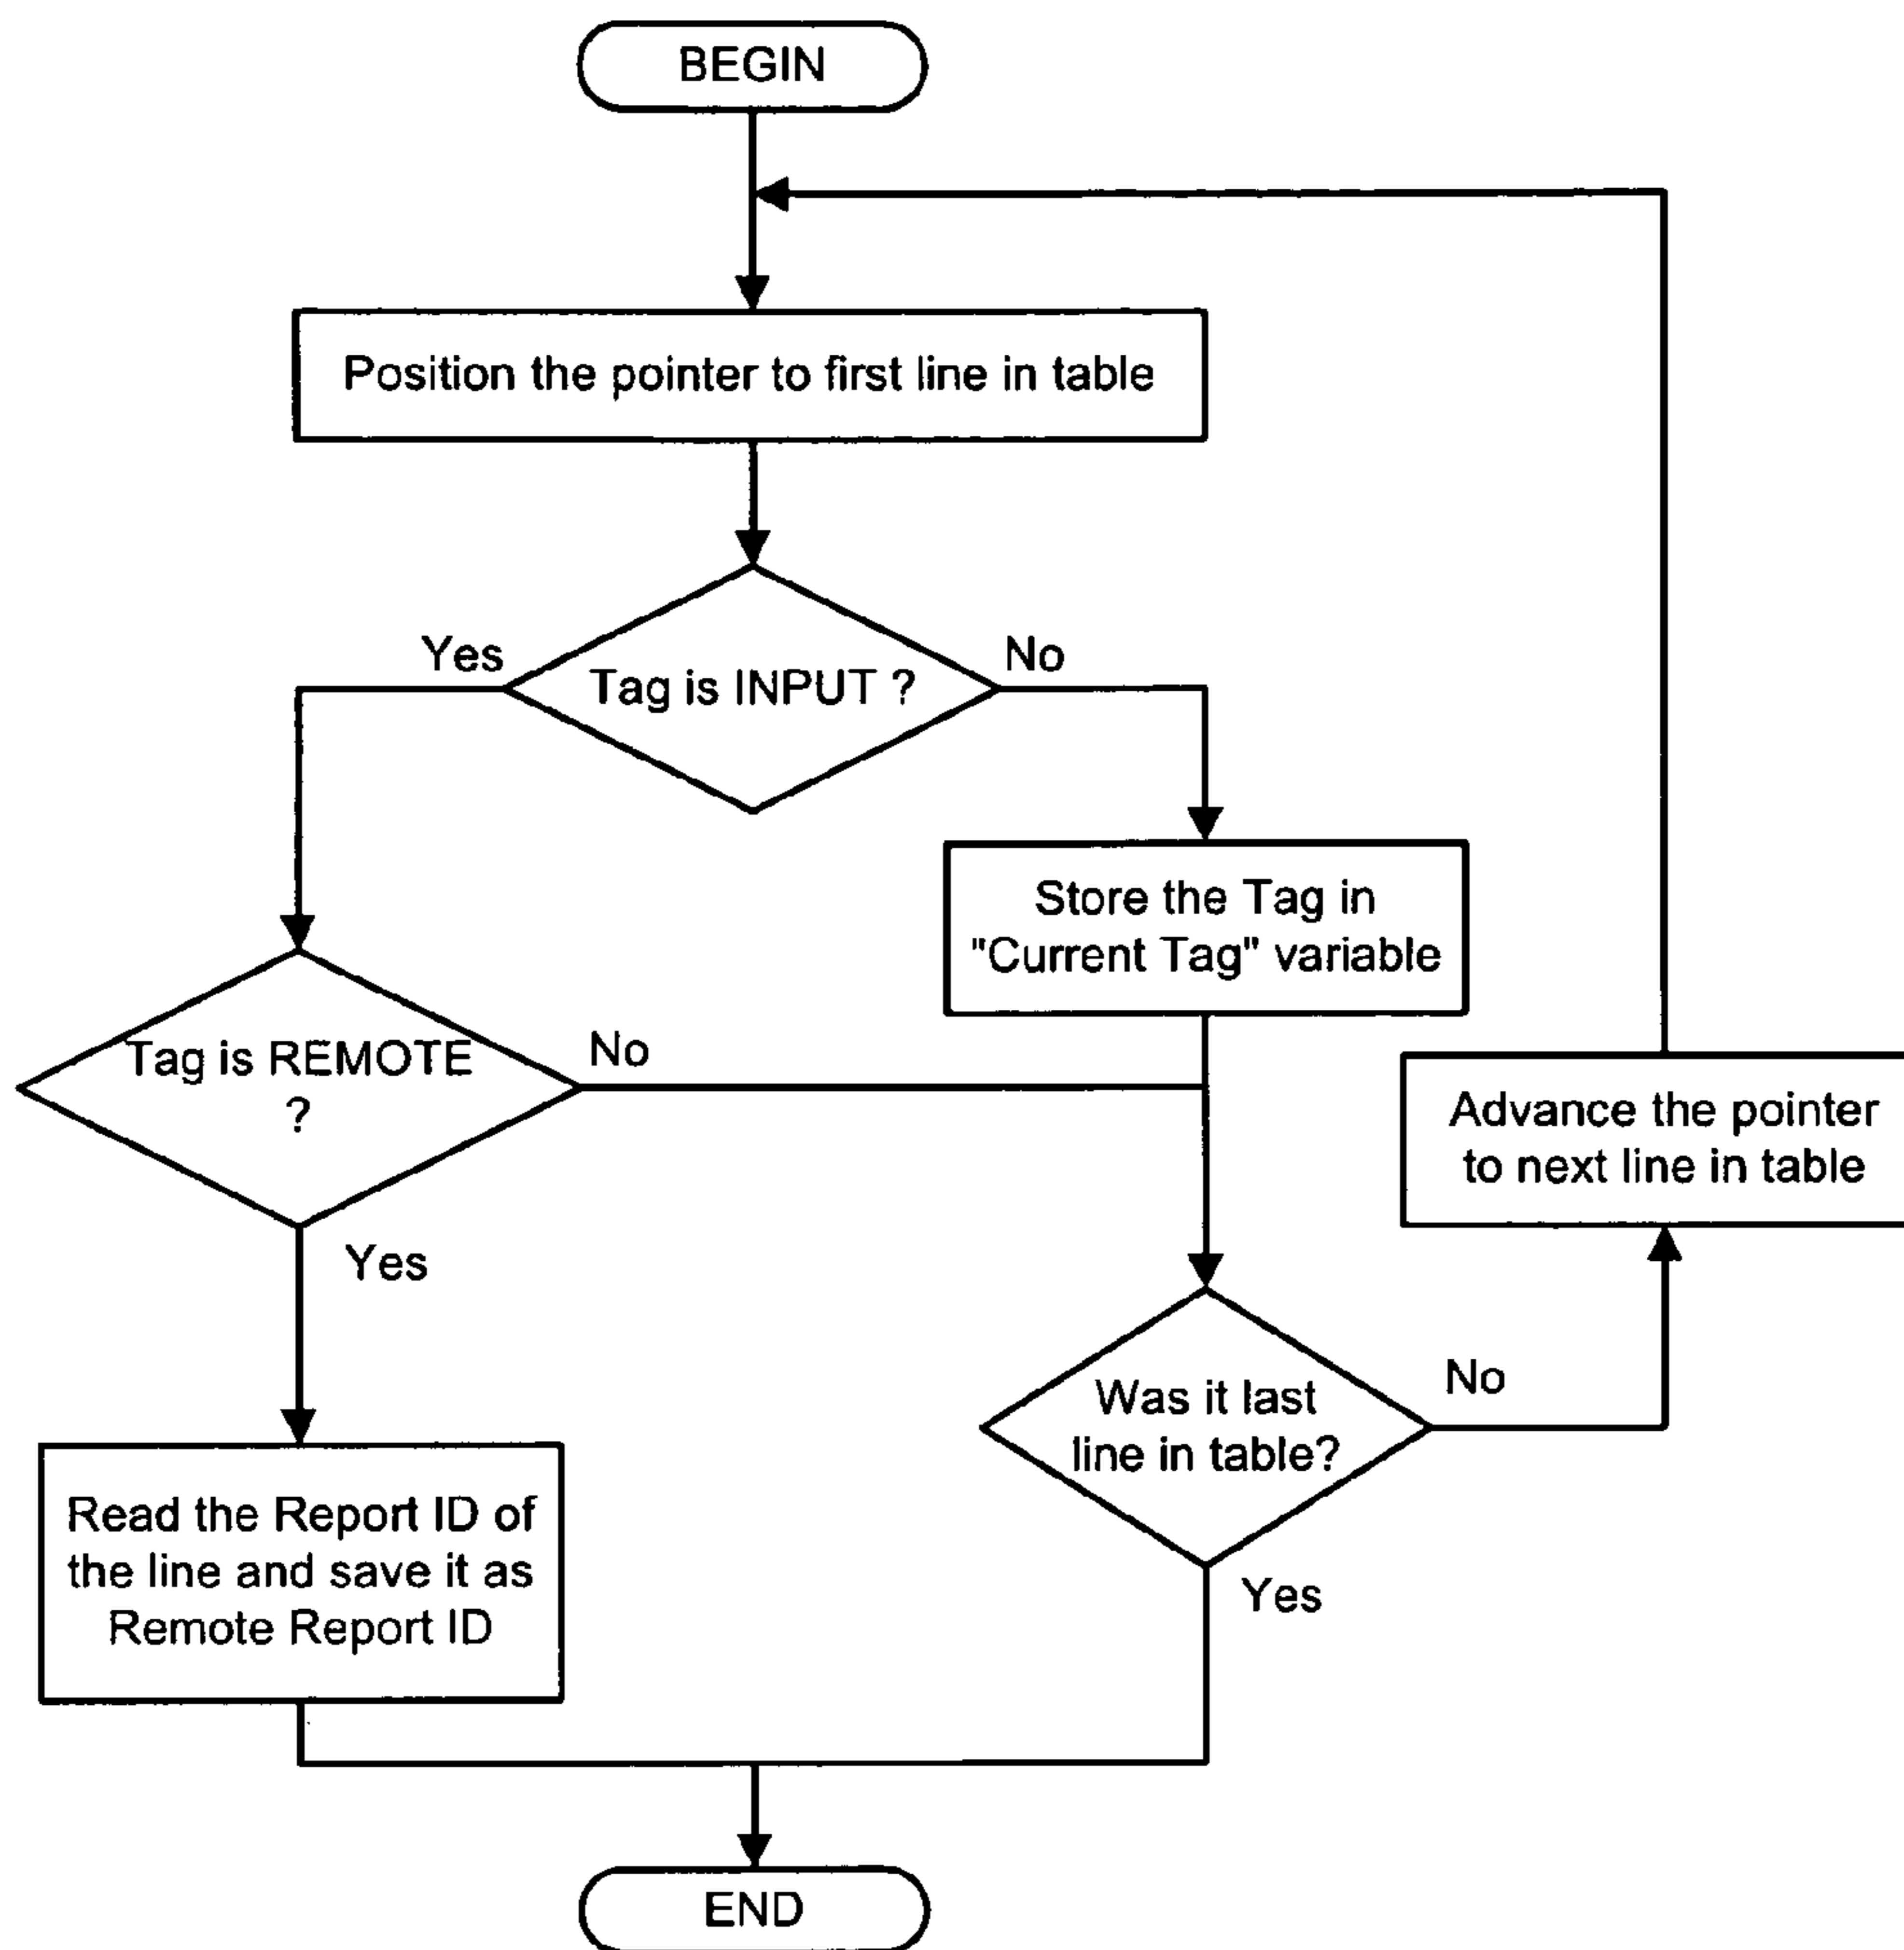 BEGIN
Position the pointer to first line in table
Yes
Tag is INPUT ?
No
Store the Tag in
"Current Tag" variable
Tag is REMOTE
?
No
Advance the pointer
to next line in table
Yes
Was it last
line in table?
No
Read the Report ID of
the line and save it as
Remote Report ID
Yes
END